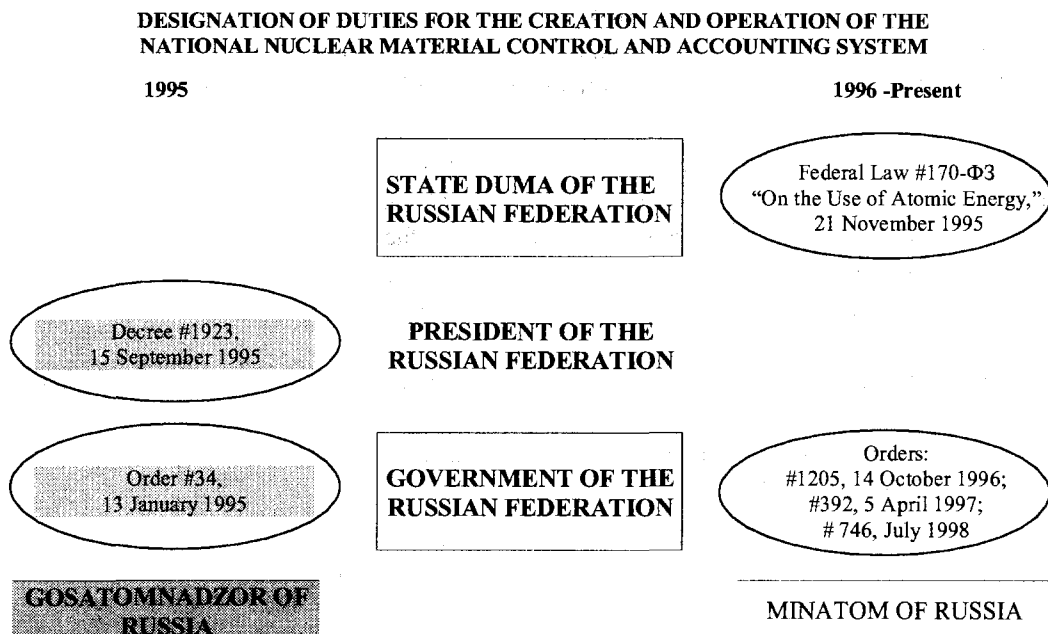 DESIGNATION OF DUTIES FOR THE CREATION AND OPERATION OF THE
NATIONAL NUCLEAR MATERIAL CONTROL AND ACCOUNTING SYSTEM
1995
1996 -Present
STATE DUMA OF THE
RUSSIAN FEDERATION
Federal Law #170-ФЗ
“On the Use of Atomic Energy,”
21 November 1995
Decree #1923,
15 September 1995
PRESIDENT OF THE
RUSSIAN FEDERATION
Order #34,
13 January 1995
GOVERNMENT OF THE
RUSSIAN FEDERATION
Orders:
#1205, 14 October 1996;
#392, 5 April 1997;
# 746, July 1998
GOSATOMNADZOR OF
RUSSIA
MINATOM OF RUSSIA